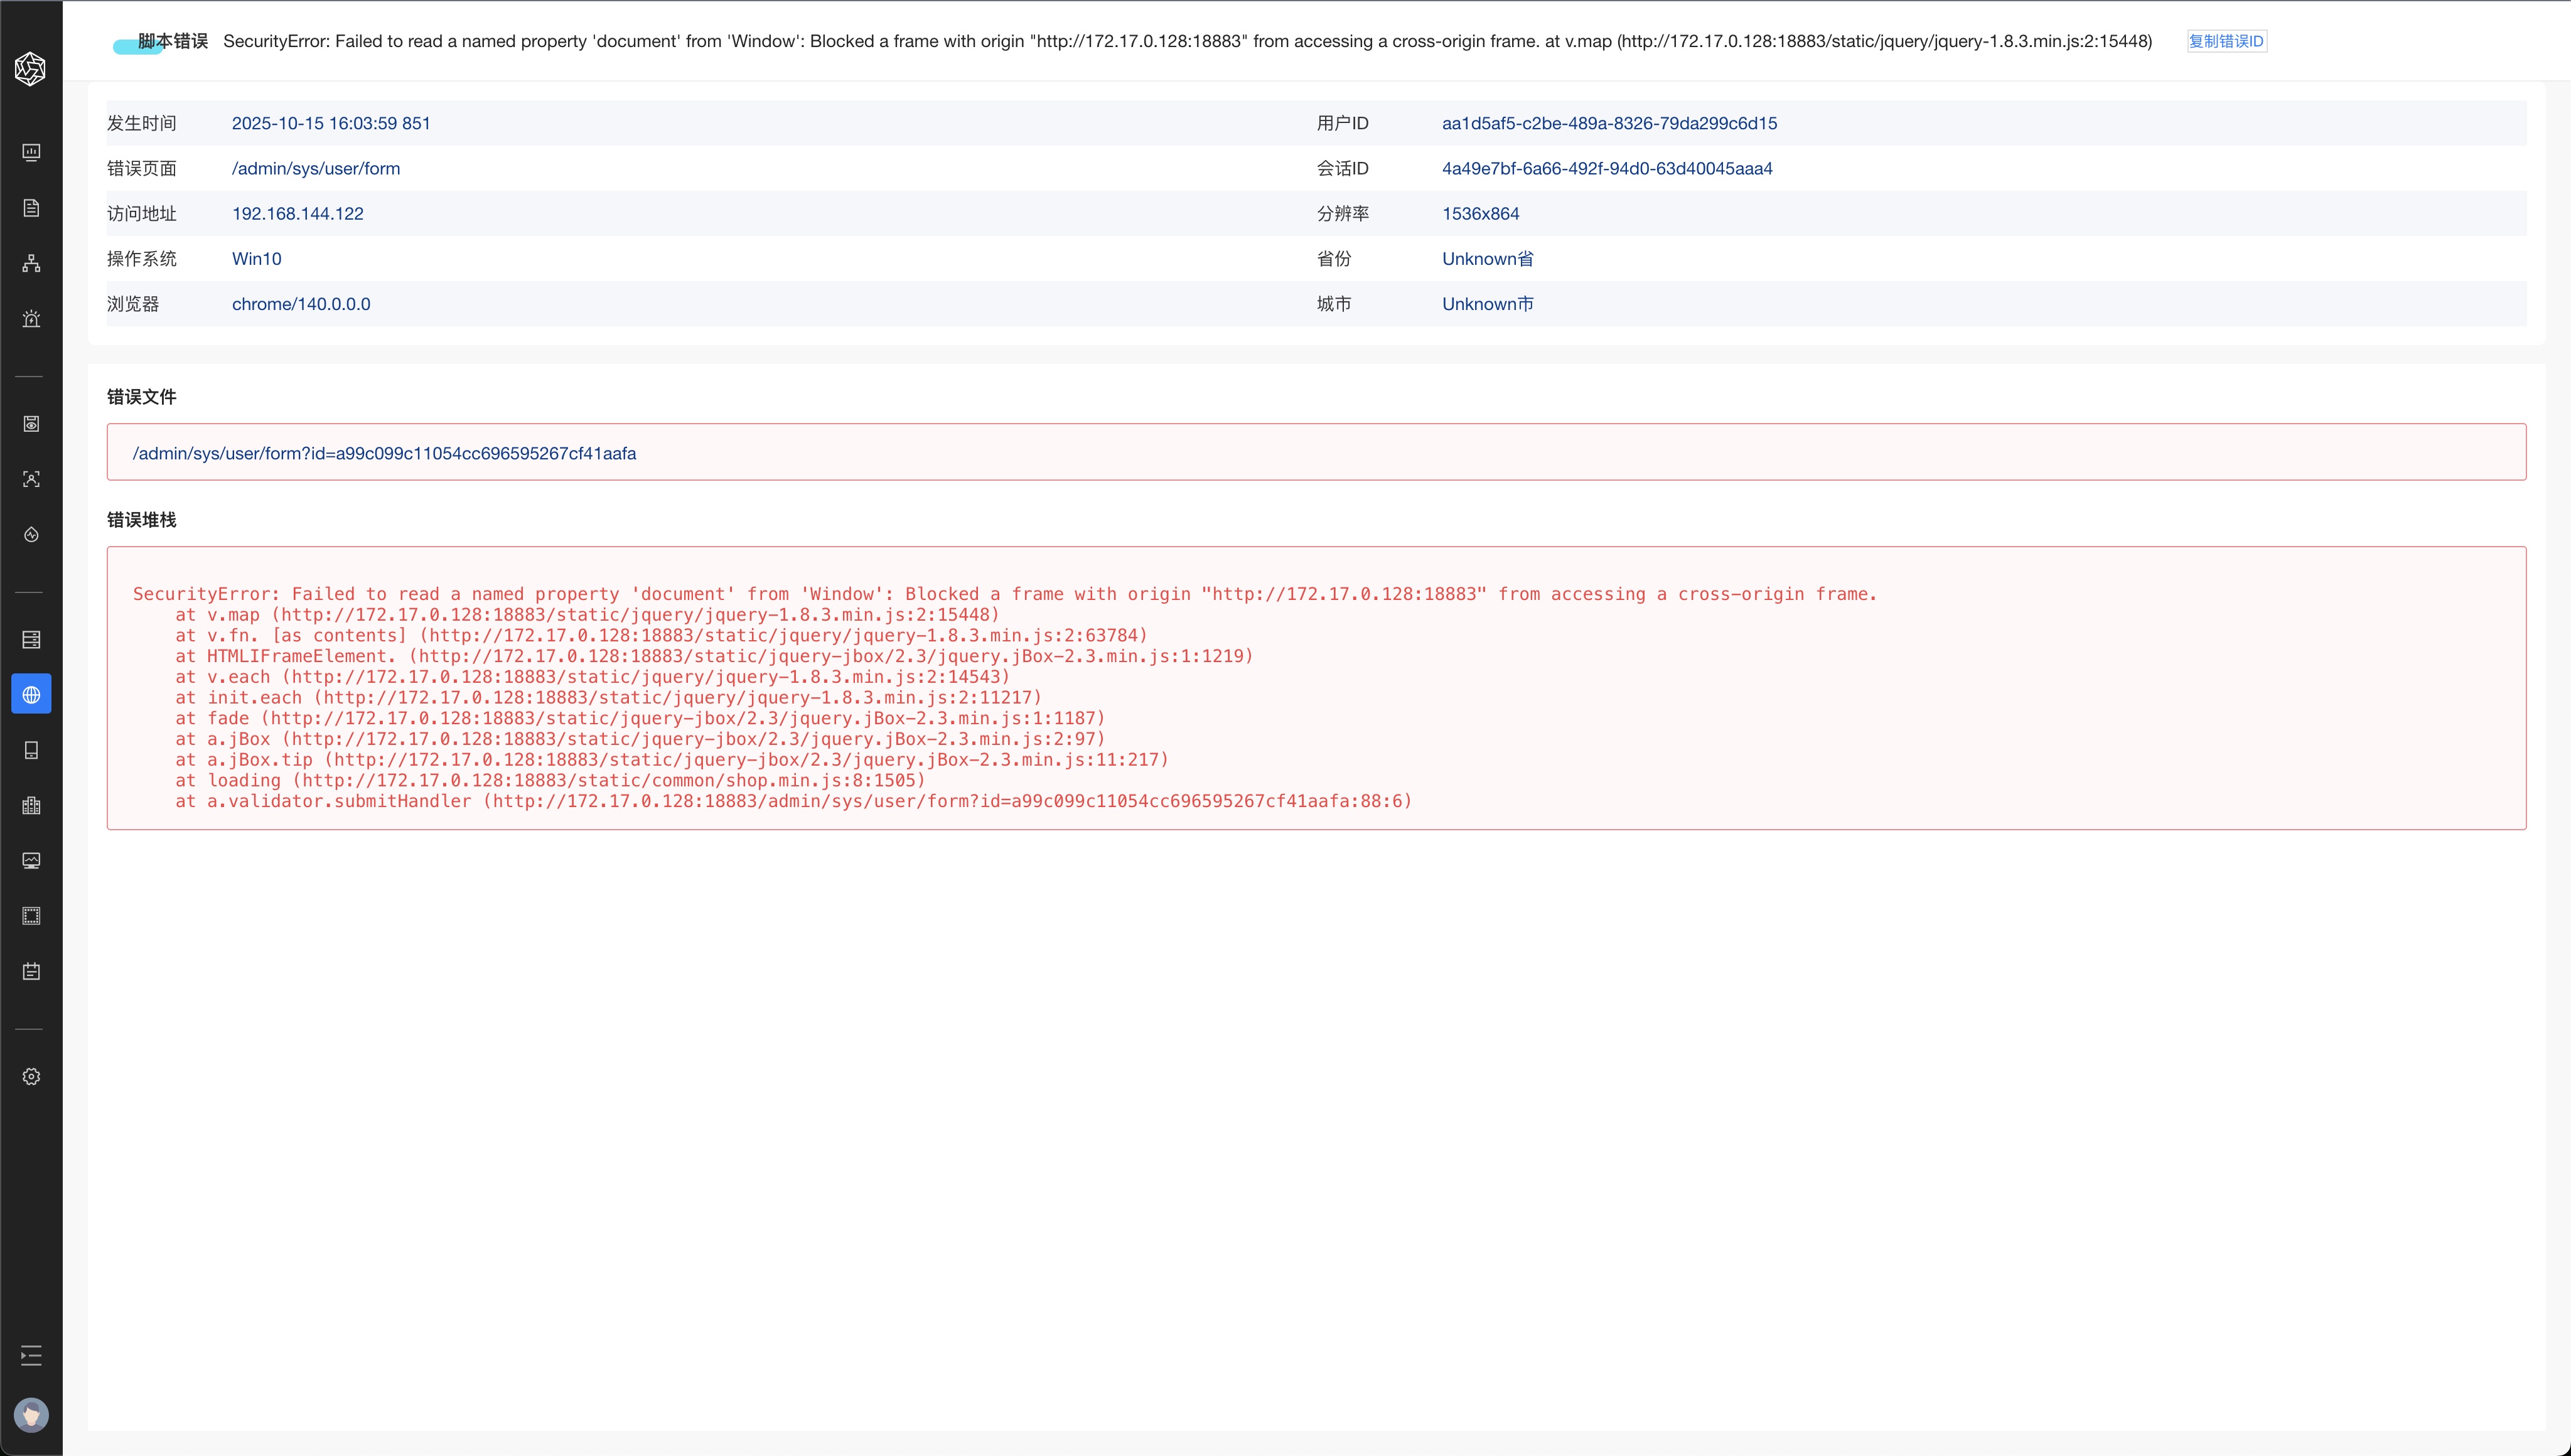 脚本错误 SecurityError: Failed to read a named property 'document' from 'Window': Blocked a frame with origin "http://172.17.0.128:18883" from accessing a cross-origin frame. at v.map (http://172.17.0.128:18883/static/jquery/jquery-1.8.3.min.js:2:15448) 复制错误ID
发生时间 2025-10-15 16:03:59 851 用户ID aa1d5af5-c2be-489a-8326-79da299c6d15
错误页面 /admin/sys/user/form 会话ID 4a49e7bf-6a66-492f-94d0-63d40045aaa4
访问地址 192.168.144.122 分辨率 1536x864
操作系统 Win10 省份 Unknown省
浏览器 chrome/140.0.0.0 城市 Unknown市
错误文件
/admin/sys/user/form?id=a99c099c11054cc696595267cf41aafa
错误堆栈
SecurityError: Failed to read a named property 'document' from 'Window': Blocked a frame with origin "http://172.17.0.128:18883" from accessing a cross-origin frame.
at v.map (http://172.17.0.128:18883/static/jquery/jquery-1.8.3.min.js:2:15448)
at v.fn. [as contents] (http://172.17.0.128:18883/static/jquery/jquery-1.8.3.min.js:2:63784)
at HTMLIFrameElement. (http://172.17.0.128:18883/static/jquery-jbox/2.3/jquery.jBox-2.3.min.js:1:1219)
at v.each (http://172.17.0.128:18883/static/jquery/jquery-1.8.3.min.js:2:14543)
at init.each (http://172.17.0.128:18883/static/jquery/jquery-1.8.3.min.js:2:11217)
at fade (http://172.17.0.128:18883/static/jquery-jbox/2.3/jquery.jBox-2.3.min.js:1:1187)
at a.jBox (http://172.17.0.128:18883/static/jquery-jbox/2.3/jquery.jBox-2.3.min.js:2:97)
at a.jBox.tip (http://172.17.0.128:18883/static/jquery-jbox/2.3/jquery.jBox-2.3.min.js:11:217)
at loading (http://172.17.0.128:18883/static/common/shop.min.js:8:1505)
at a.validator.submitHandler (http://172.17.0.128:18883/admin/sys/user/form?id=a99c099c11054cc696595267cf41aafa:88:6)